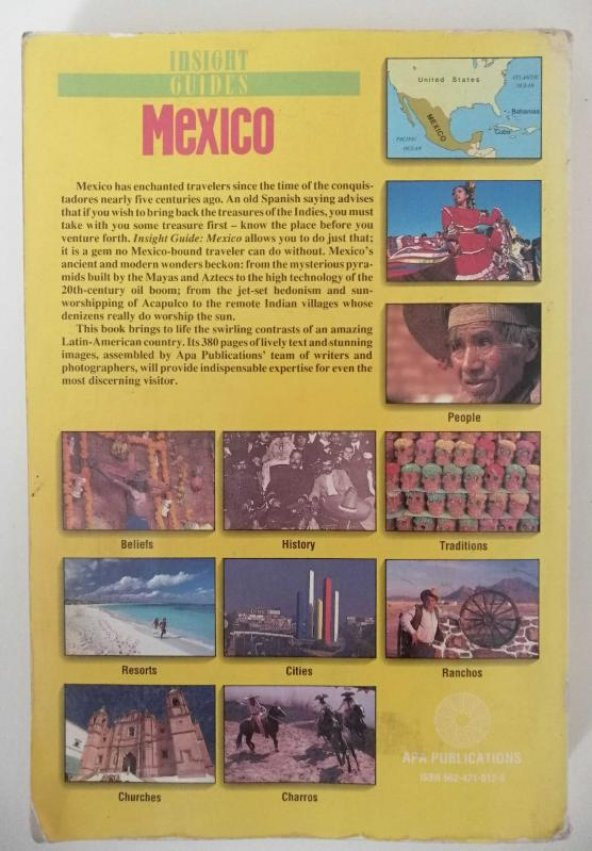 INSIGHT
GUIDES
MEXICO
Mexico has enchanted travelers since the time of the conquis-
tadores nearly five centuries ago. An old Spanish saying advises
that if you wish to bring back the treasures of the Indies, you must
take with you some treasure first – know the place before you
venture forth. Insight Guide: Mexico allows you to do just that;
it is a gem no Mexico-bound traveler can do without. Mexico's
ancient and modern wonders beckon: from the mysterious pyra-
mids built by the Mayas and Aztecs to the high technology of the
20th-century oil boom; from the jet-set hedonism and sun-
worshipping of Acapulco to the remote Indian villages whose
denizens really do worship the sun.
This book brings to life the swirling contrasts of an amazing
Latin-American country. Its 380 pages of lively text and stunning
images, assembled by Apa Publications' team of writers and
photographers, will provide indispensable expertise for even the
most discerning visitor.
United States
ATLANTIC
OCEAN
Bahamas
Cuba
MEXICO
PACIFIC
OCEAN
People
Beliefs
History
Traditions
Resorts
Cities
Ranchos
Churches
Charros
APA PUBLICATIONS
ISBN